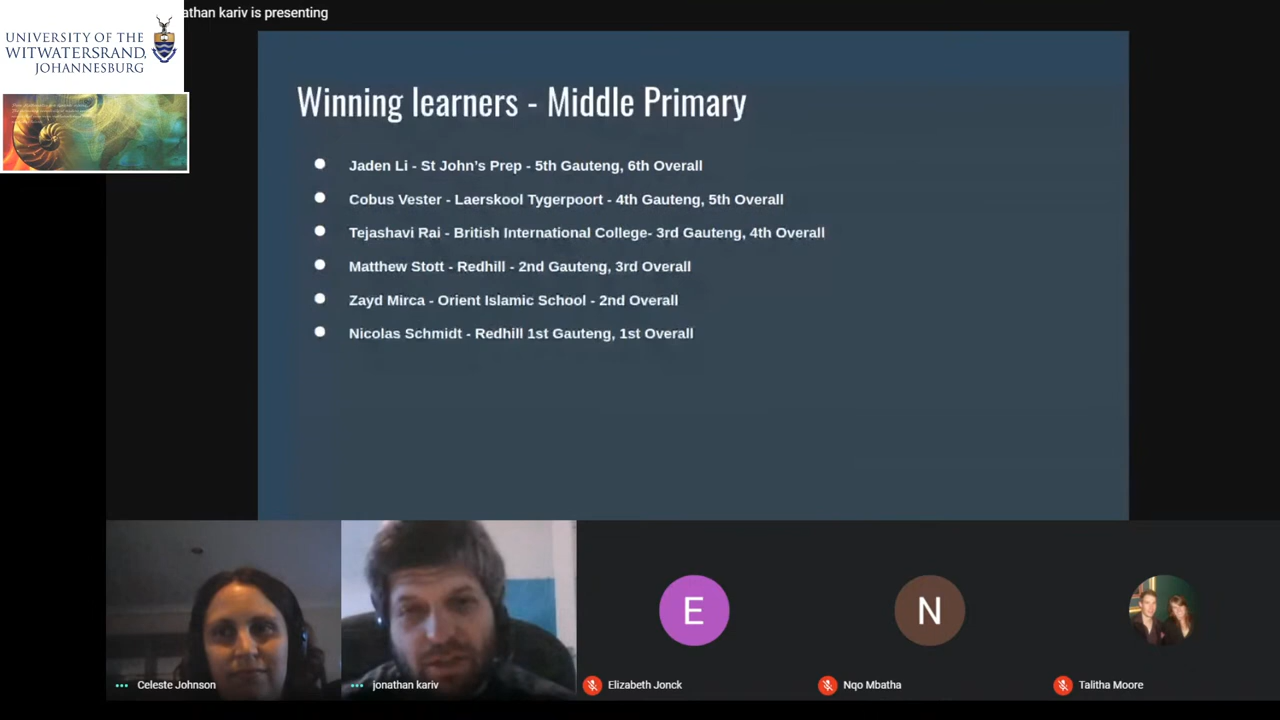 athan kariv is presenting
UNIVERSITY OF THE
WITWATERSRAND,
JOHANNESBURG
Winning learners - Middle Primary
Jaden Li - St John's Prep - 5th Gauteng, 6th Overall
Cobus Vester - Laerskool Tygerpoort - 4th Gauteng, 5th Overall
Tejashavi Rai - British International College- 3rd Gauteng, 4th Overall
Matthew Stott - Redhill - 2nd Gauteng, 3rd Overall
Zayd Mirca - Orient Islamic School - 2nd Overall
Nicolas Schmidt - Redhill 1st Gauteng, 1st Overall
E
N
Celeste Johnson
jonathan kariv
Elizabeth Jonck
Nqo Mbatha
Talitha Moore